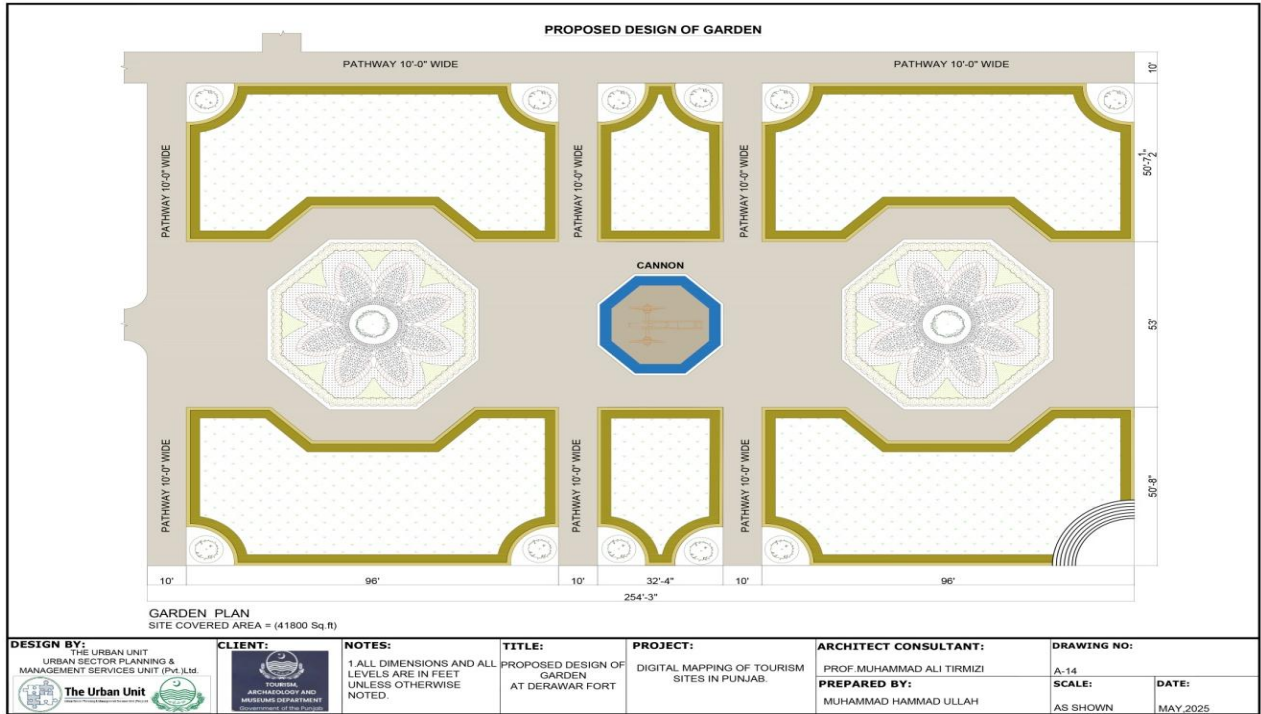 PROPOSED DESIGN OF GARDEN
PATHWAY 10'-0" WIDE
PATHWAY 10'-0" WIDE
10'
PATHWAY 10'-0" WIDE
PATHWAY 10'-0" WIDE
PATHWAY 10'-0" WIDE
50'-7 1/2"
CANNON
53'
PATHWAY 10'-0" WIDE
PATHWAY 10'-0" WIDE
PATHWAY 10'-0" WIDE
50'-8"
10'
96'
10'
32'-4"
10'
96'
254'-3"
GARDEN PLAN
SITE COVERED AREA = (41800 Sq.ft)
DESIGN BY:
THE URBAN UNIT
URBAN SECTOR PLANNING &
MANAGEMENT SERVICES UNIT (Pvt.)Ltd.
The Urban Unit
CLIENT:
TOURISM,
ARCHAEOLOGY AND
MUSEUMS DEPARTMENT
Government of the Punjab
NOTES:
1.ALL DIMENSIONS AND ALL
LEVELS ARE IN FEET
UNLESS OTHERWISE
NOTED.
TITLE:
PROPOSED DESIGN OF
GARDEN
AT DERAWAR FORT
PROJECT:
DIGITAL MAPPING OF TOURISM
SITES IN PUNJAB.
ARCHITECT CONSULTANT:
PROF.MUHAMMAD ALI TIRMIZI
PREPARED BY:
MUHAMMAD HAMMAD ULLAH
DRAWING NO:
A-14
SCALE:
AS SHOWN
DATE:
MAY,2025